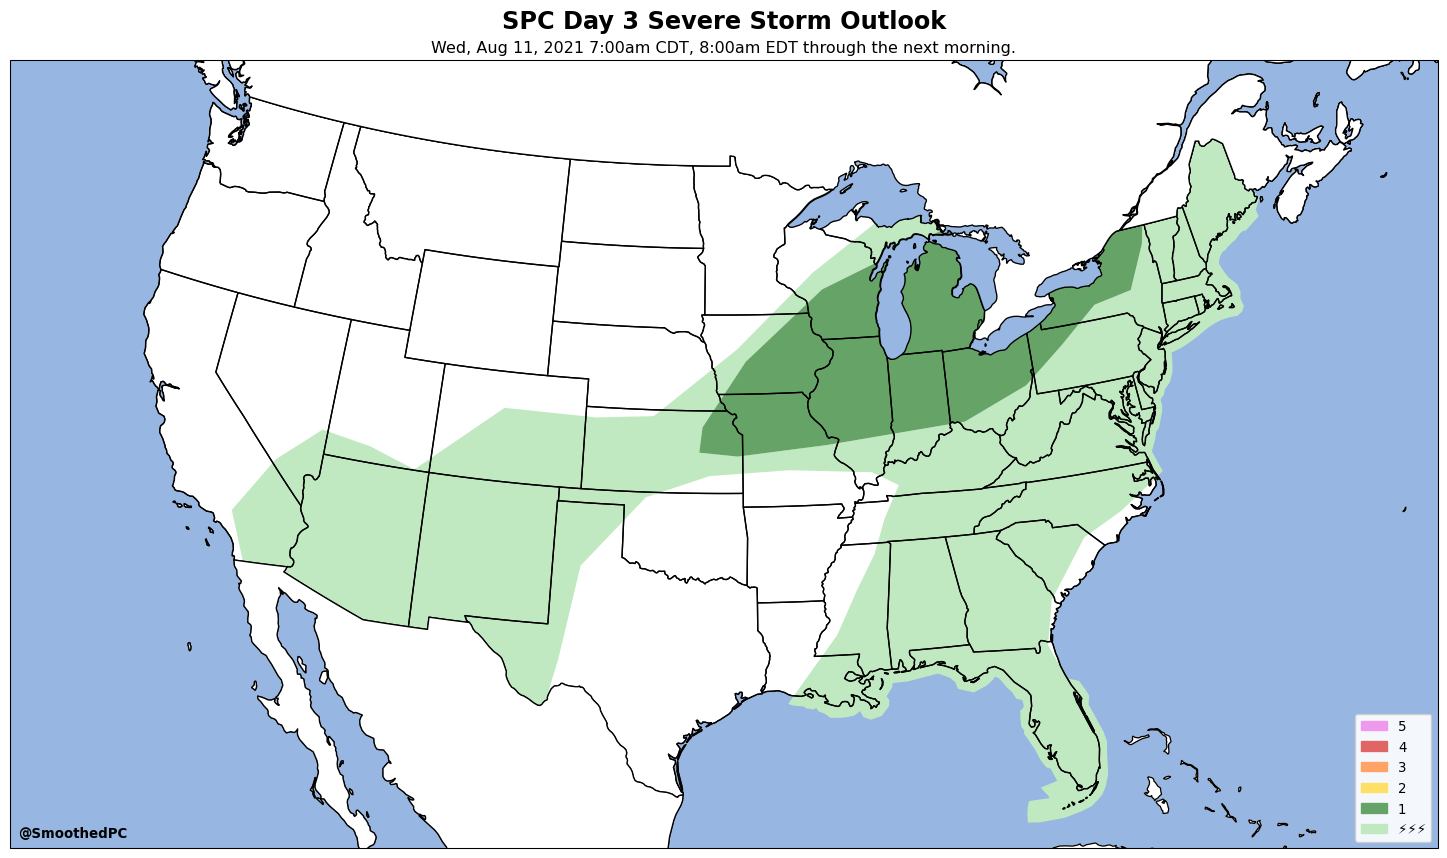 SPC Day 3 Severe Storm Outlook
Wed, Aug 11, 2021 7:00am CDT, 8:00am EDT through the next morning.
5
4
3
2
1
⚡⚡⚡
@SmoothedPC